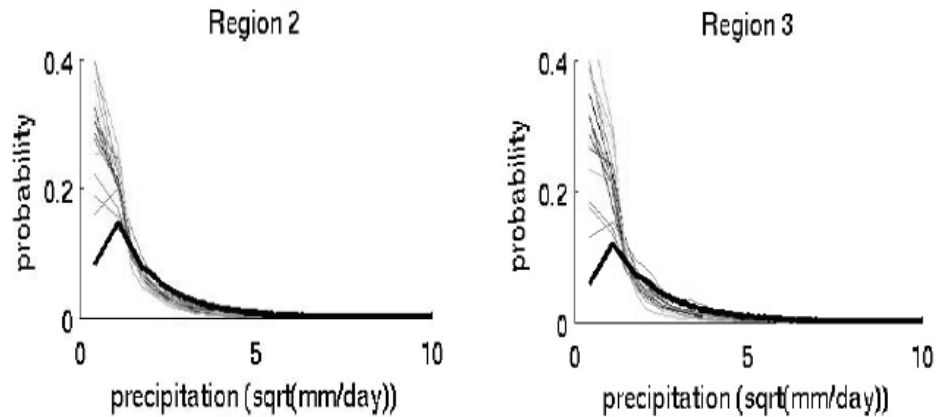 Region 2
0.4
0.2
0
probability
0
5
10
precipitation (sqrt(mm/day))
Region 3
0.4
0.2
0
probability
0
5
10
precipitation (sqrt(mm/day))